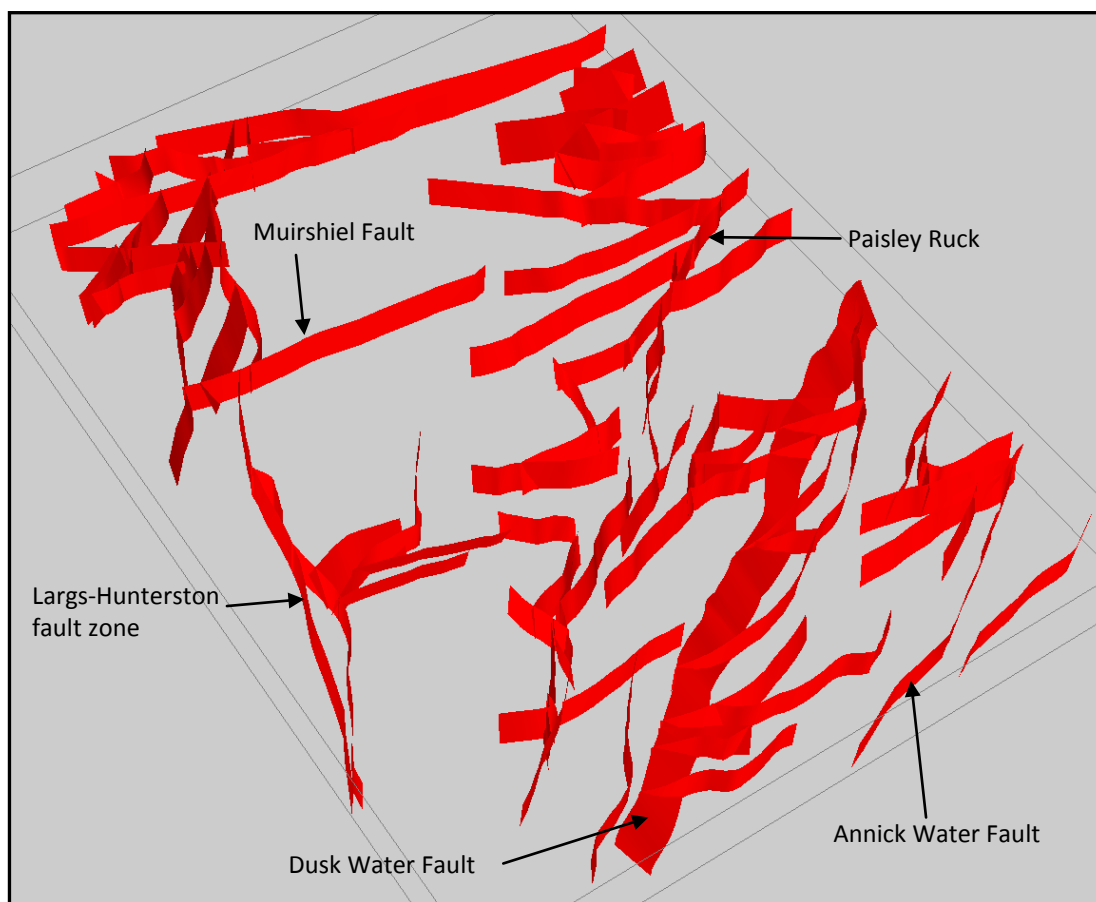 Muirshiel Fault
Paisley Ruck
Largs-Hunterston
fault zone
Annick Water Fault
Dusk Water Fault